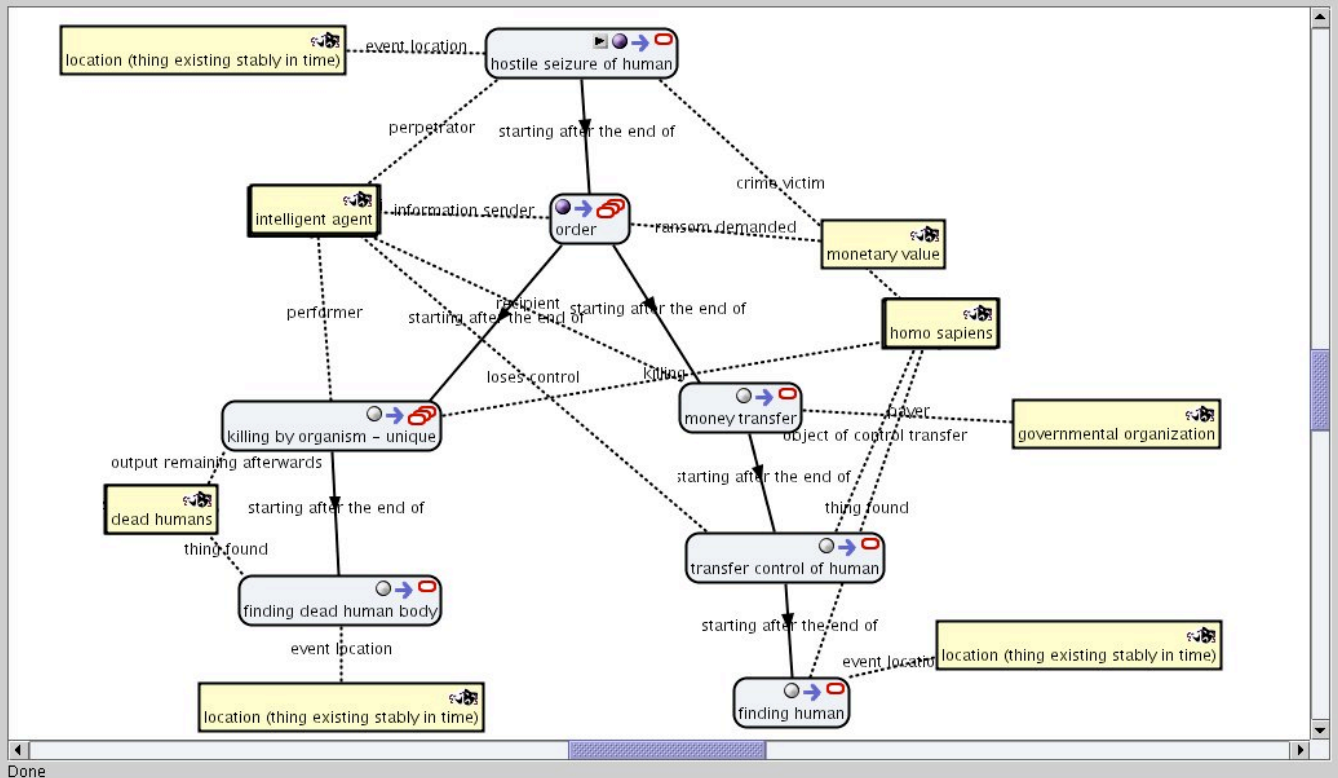 location (thing existing stably in time)
event location
hostile seizure of human
perpetrator
starting after the end of
crime victim
intelligent agent
information sender
order
ransom demanded
monetary value
performer
recipient
starting after the end of
starting after the end of
homo sapiens
loses control
killing
killing by organism – unique
money transfer
payer
object of control transfer
governmental organization
output remaining afterwards
starting after the end of
starting after the end of
dead humans
thing found
thing found
transfer control of human
finding dead human body
starting after the end of
event location
event locatio
location (thing existing stably in time)
location (thing existing stably in time)
finding human
Done